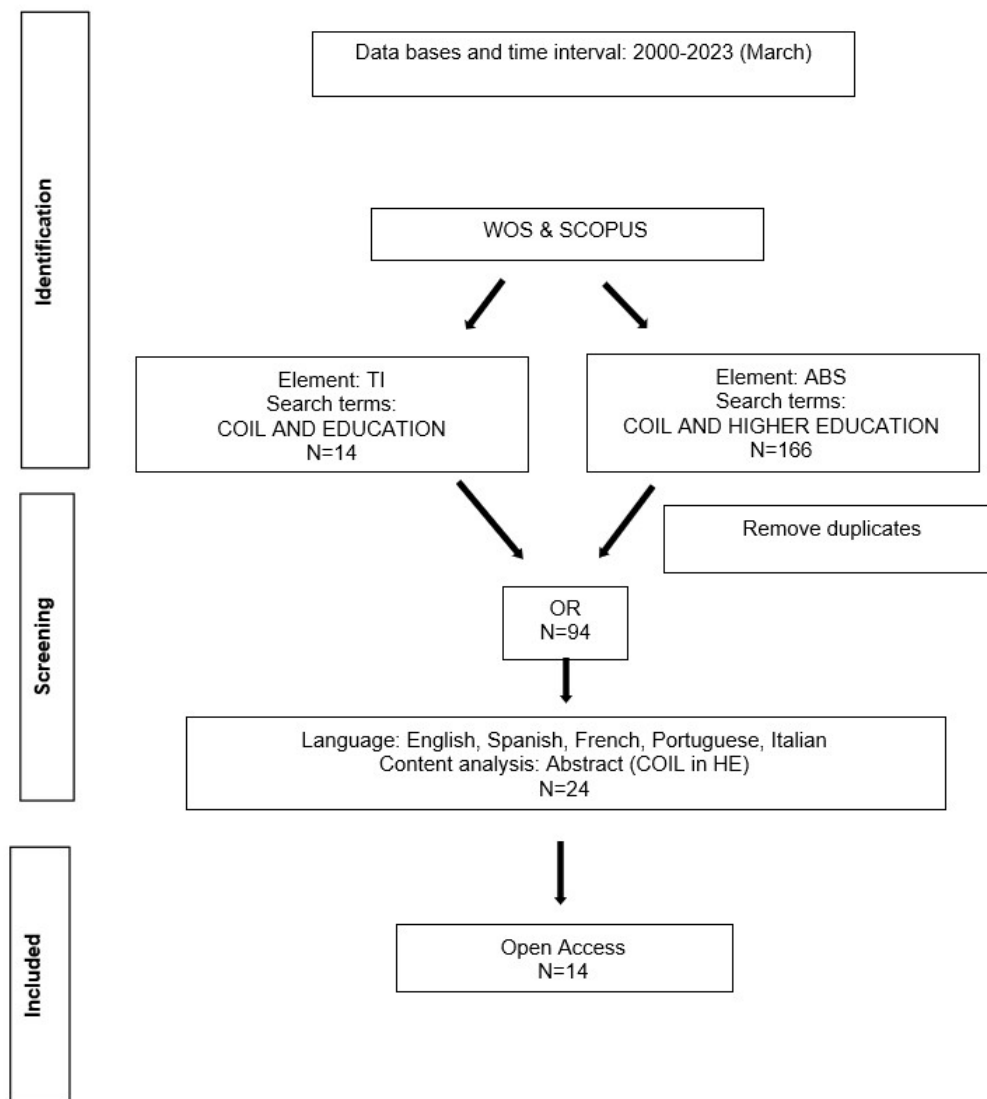 Data bases and time interval: 2000-2023 (March)
Identification
WOS & SCOPUS
Element: TI
Search terms:
COIL AND EDUCATION
N=14
Element: ABS
Search terms:
COIL AND HIGHER EDUCATION
N=166
Remove duplicates
Screening
OR
N=94
Language: English, Spanish, French, Portuguese, Italian
Content analysis: Abstract (COIL in HE)
N=24
Included
Open Access
N=14